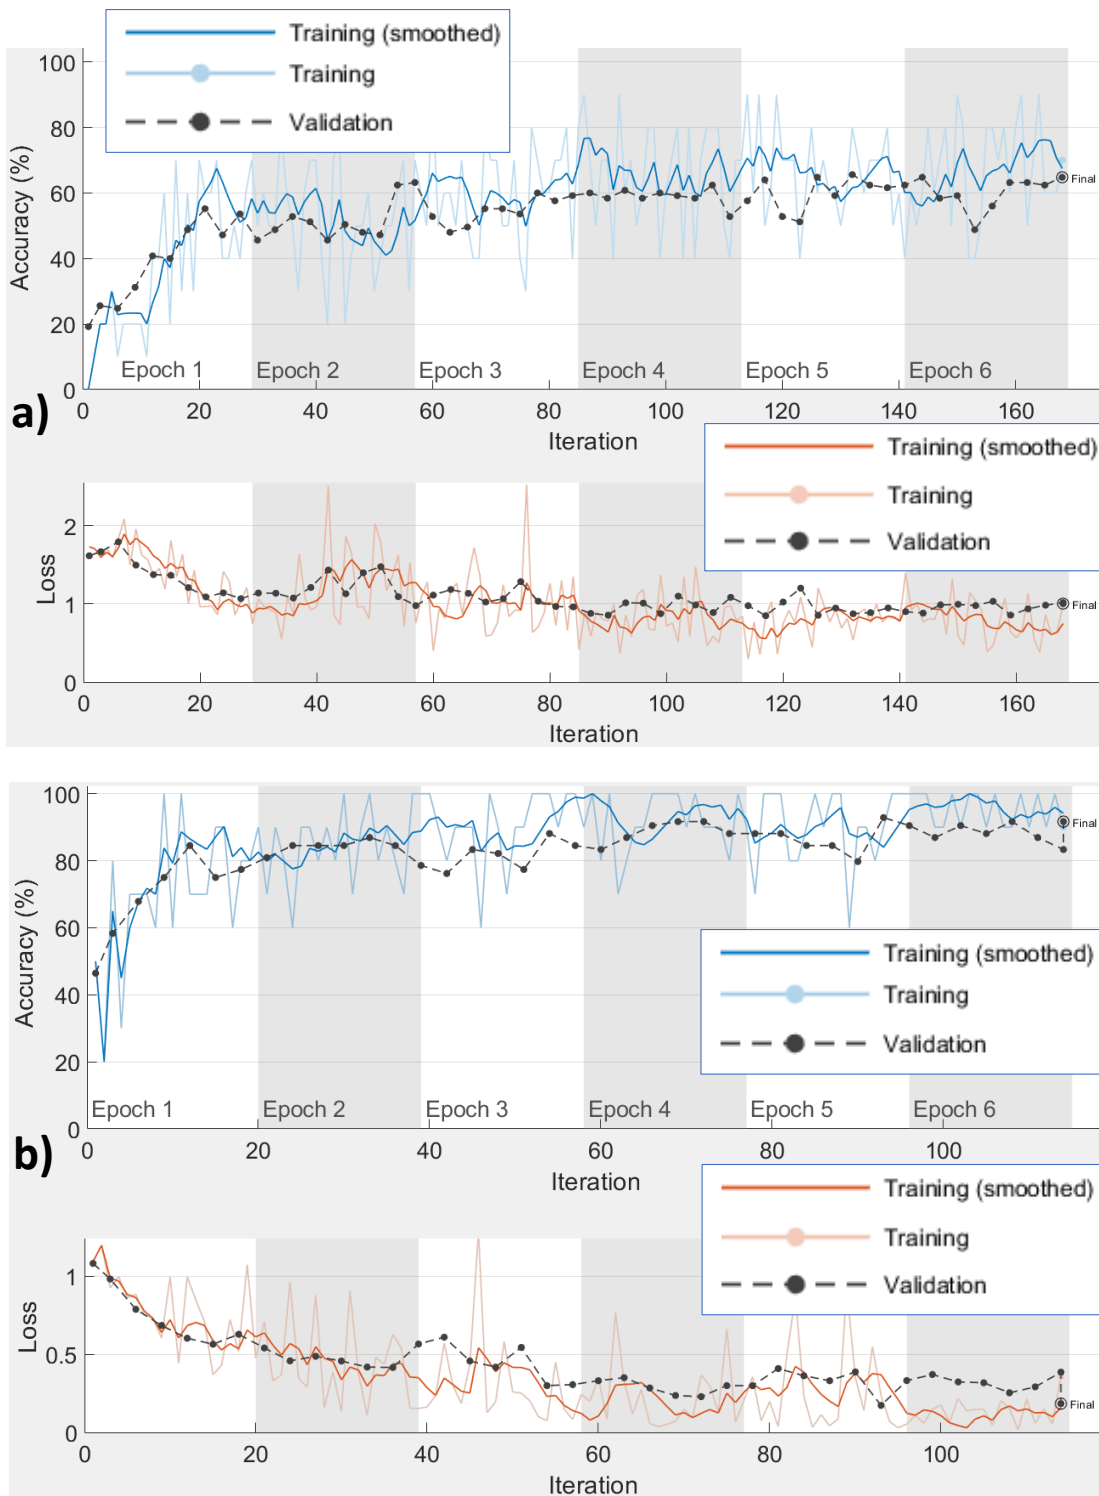 Training (smoothed)
Training
Validation
100
80
60
40
20
0
Accuracy (%)
Final
Epoch 1 Epoch 2 Epoch 3 Epoch 4 Epoch 5 Epoch 6
0 20 40 60 80 100 120 140 160
Iteration
a)
Training (smoothed)
Training
Validation
2
1
0
Loss
Final
0 20 40 60 80 100 120 140 160
Iteration
100
80
60
40
20
0
Accuracy (%)
Final
Training (smoothed)
Training
Validation
Epoch 1 Epoch 2 Epoch 3 Epoch 4 Epoch 5 Epoch 6
0 20 40 60 80 100
Iteration
b)
Training (smoothed)
Training
Validation
1
0.5
0
Loss
Final
0 20 40 60 80 100
Iteration